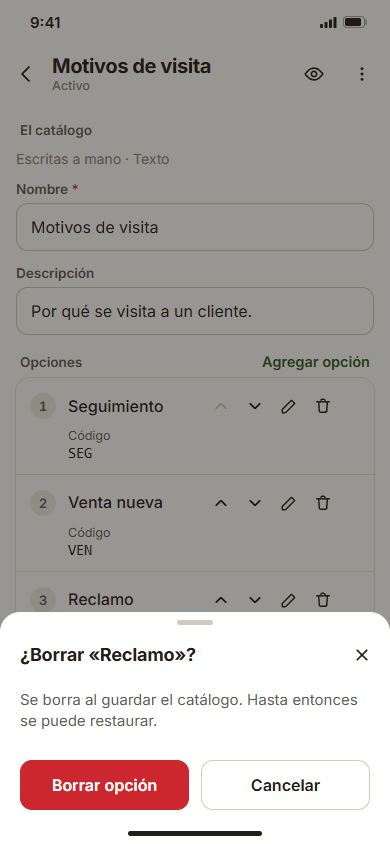 9:41
Motivos de visita
Activo
El catálogo
Escritas a mano · Texto
Nombre *
Motivos de visita
Descripción
Por qué se visita a un cliente.
Opciones
Agregar opción
1 Seguimiento
Código
SEG
2 Venta nueva
Código
VEN
3 Reclamo
¿Borrar «Reclamo»?
Se borra al guardar el catálogo. Hasta entonces
se puede restaurar.
Borrar opción
Cancelar